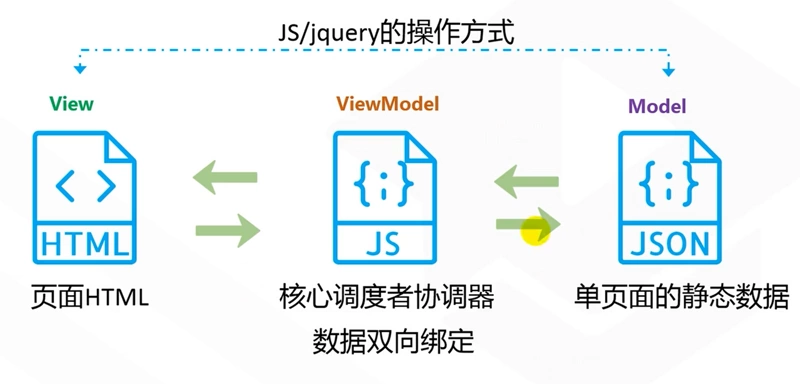 JS/jquery的操作方式
View
ViewModel
Model
< >
{;}
{;}
HTML
JS
JSON
页面HTML
核心调度者协调器
单页面的静态数据
数据双向绑定